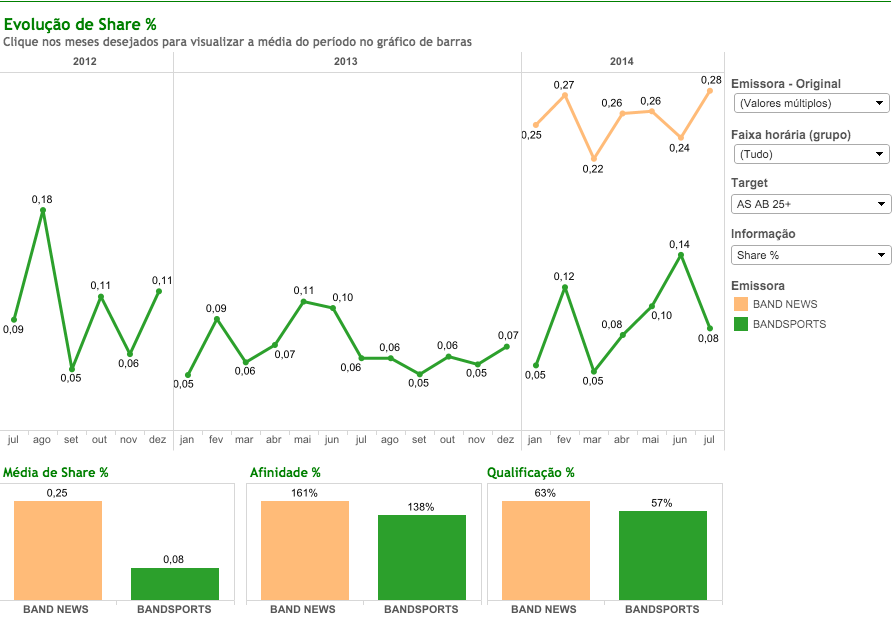 Evolução de Share %
Clique nos meses desejados para visualizar a média do período no gráfico de barras
2012 2013 2014
0,09 0,18 0,05 0,11 0,06 0,11
0,05 0,09 0,06 0,07 0,11 0,10 0,06 0,06 0,05 0,06 0,05 0,07
0,25 0,27 0,22 0,26 0,26 0,24 0,28
0,05 0,12 0,05 0,08 0,10 0,14 0,08
jul ago set out nov dez jan fev mar abr mai jun jul ago set out nov dez jan fev mar abr mai jun jul
Emissora - Original
(Valores múltiplos)
Faixa horária (grupo)
(Tudo)
Target
AS AB 25+
Informação
Share %
Emissora
BAND NEWS
BANDSPORTS
Média de Share %
0,25 0,08
BAND NEWS BANDSPORTS
Afinidade %
161% 138%
BAND NEWS BANDSPORTS
Qualificação %
63% 57%
BAND NEWS BANDSPORTS